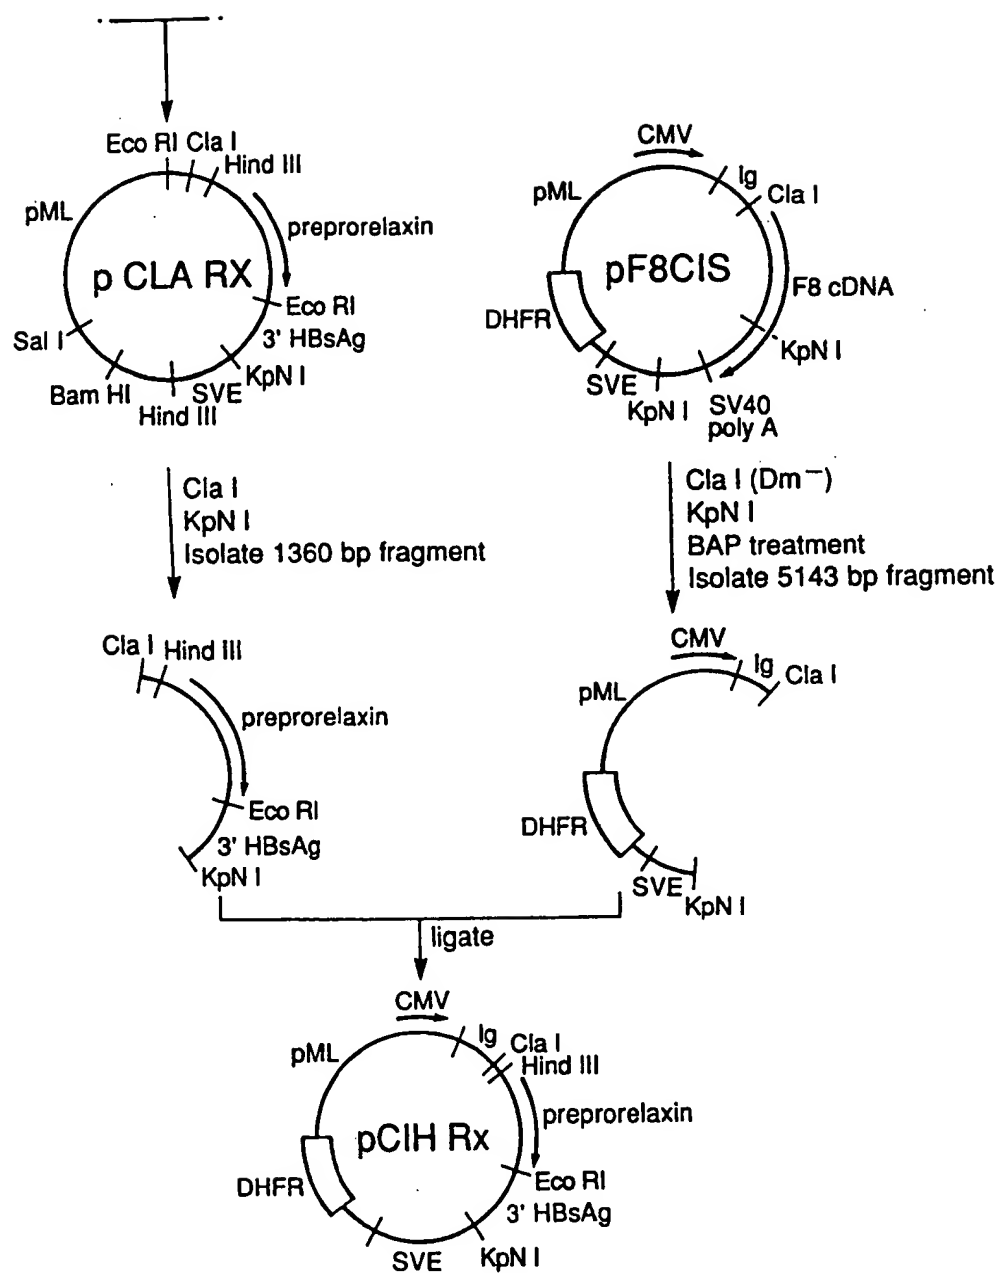 Eco RI
Cla I
Hind III
pML
preprorelaxin
p CLA RX
Eco RI
3' HBsAg
Sal I
KpN I
Bam HI
SVE
Hind III
CMV
Ig
pML
Cla I
pF8CIS
F8 cDNA
DHFR
KpN I
SVE
KpN I
SV40
poly A
Cla I
KpN I
Isolate 1360 bp fragment
Cla I (Dm⁻)
KpN I
BAP treatment
Isolate 5143 bp fragment
Cla I
Hind III
preprorelaxin
Eco RI
3' HBsAg
KpN I
CMV
Ig
Cla I
pML
DHFR
SVE
KpN I
ligate
CMV
Ig
Cla I
pML
Hind III
preprorelaxin
pCIH Rx
DHFR
Eco RI
3' HBsAg
SVE
KpN I